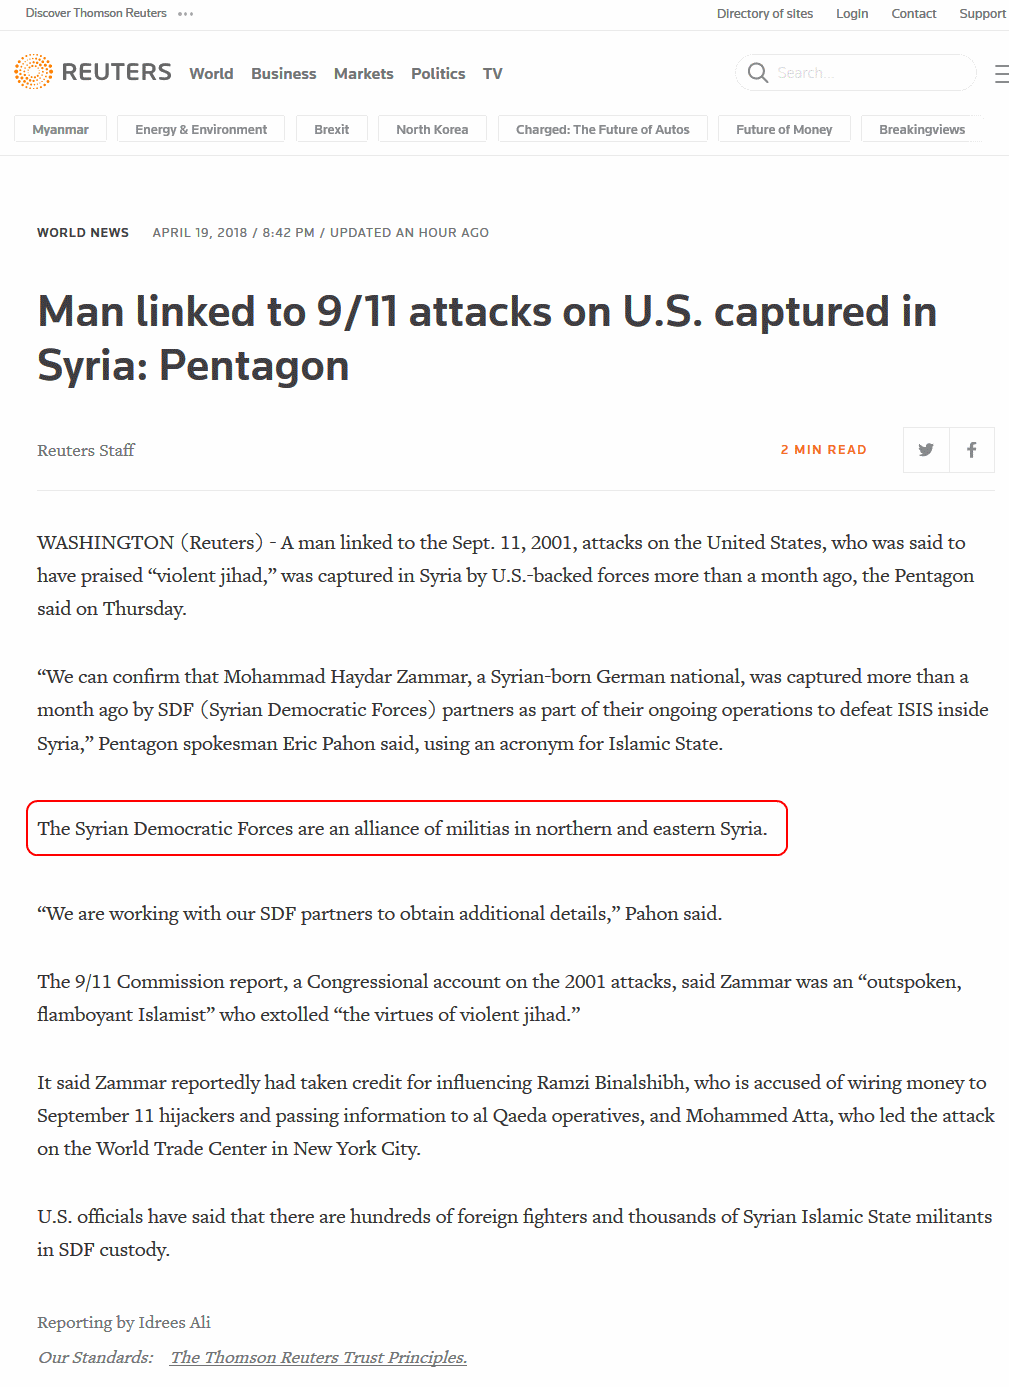 Discover Thomson Reuters •••
Directory of sites Login Contact Support
REUTERS World Business Markets Politics TV
Search...
Myanmar Energy & Environment Brexit North Korea Charged: The Future of Autos Future of Money Breakingviews
WORLD NEWS APRIL 19, 2018 / 8:42 PM / UPDATED AN HOUR AGO
Man linked to 9/11 attacks on U.S. captured in
Syria: Pentagon
Reuters Staff
2 MIN READ
WASHINGTON (Reuters) - A man linked to the Sept. 11, 2001, attacks on the United States, who was said to
have praised “violent jihad,” was captured in Syria by U.S.-backed forces more than a month ago, the Pentagon
said on Thursday.
“We can confirm that Mohammad Haydar Zammar, a Syrian-born German national, was captured more than a
month ago by SDF (Syrian Democratic Forces) partners as part of their ongoing operations to defeat ISIS inside
Syria,” Pentagon spokesman Eric Pahon said, using an acronym for Islamic State.
The Syrian Democratic Forces are an alliance of militias in northern and eastern Syria.
“We are working with our SDF partners to obtain additional details,” Pahon said.
The 9/11 Commission report, a Congressional account on the 2001 attacks, said Zammar was an “outspoken,
flamboyant Islamist” who extolled “the virtues of violent jihad.”
It said Zammar reportedly had taken credit for influencing Ramzi Binalshibh, who is accused of wiring money to
September 11 hijackers and passing information to al Qaeda operatives, and Mohammed Atta, who led the attack
on the World Trade Center in New York City.
U.S. officials have said that there are hundreds of foreign fighters and thousands of Syrian Islamic State militants
in SDF custody.
Reporting by Idrees Ali
Our Standards: The Thomson Reuters Trust Principles.